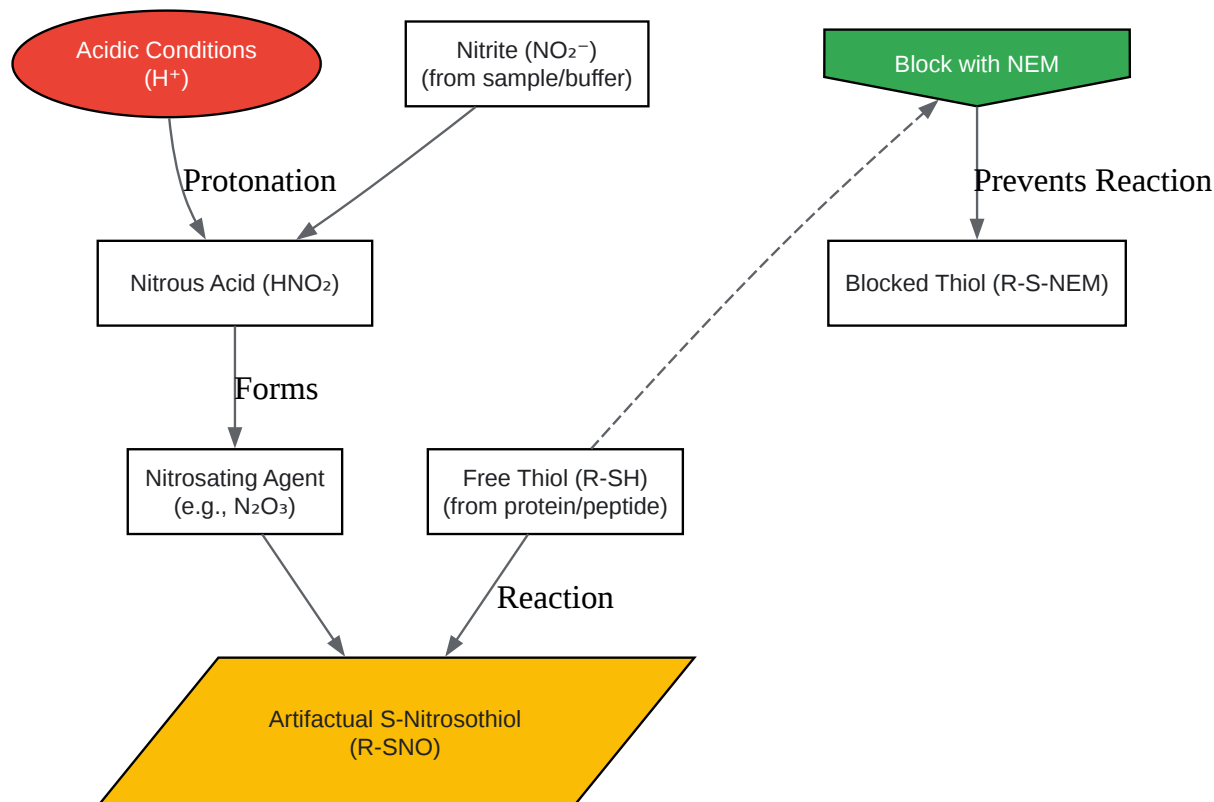 Acidic Conditions
(H⁺)
Nitrite (NO₂⁻)
(from sample/buffer)
Block with NEM
Protonation
Prevents Reaction
Nitrous Acid (HNO₂)
Blocked Thiol (R-S-NEM)
Forms
Nitrosating Agent
(e.g., N₂O₃)
Free Thiol (R-SH)
(from protein/peptide)
Reaction
Artifactual S-Nitrosothiol
(R-SNO)